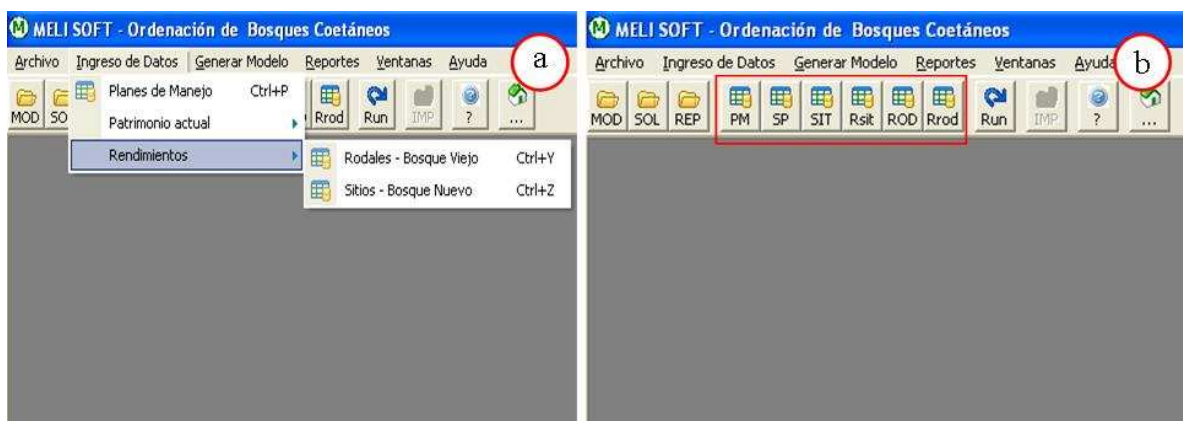 MELI SOFT - Ordenación de Bosques Coetáneos
Archivo Ingreso de Datos Generar Modelo Reportes Ventanas Ayuda
a
Planes de Manejo Ctrl+P
Patrimonio actual
Rendimientos
MOD SO Rrod Run IMP ? ...
Rodales - Bosque Viejo Ctrl+Y
Sitios - Bosque Nuevo Ctrl+Z
MELI SOFT - Ordenación de Bosques Coetáneos
Archivo Ingreso de Datos Generar Modelo Reportes Ventanas Ayuda
b
MOD SOL REP PM SP SIT Rsit ROD Rrod Run IMP ? ...